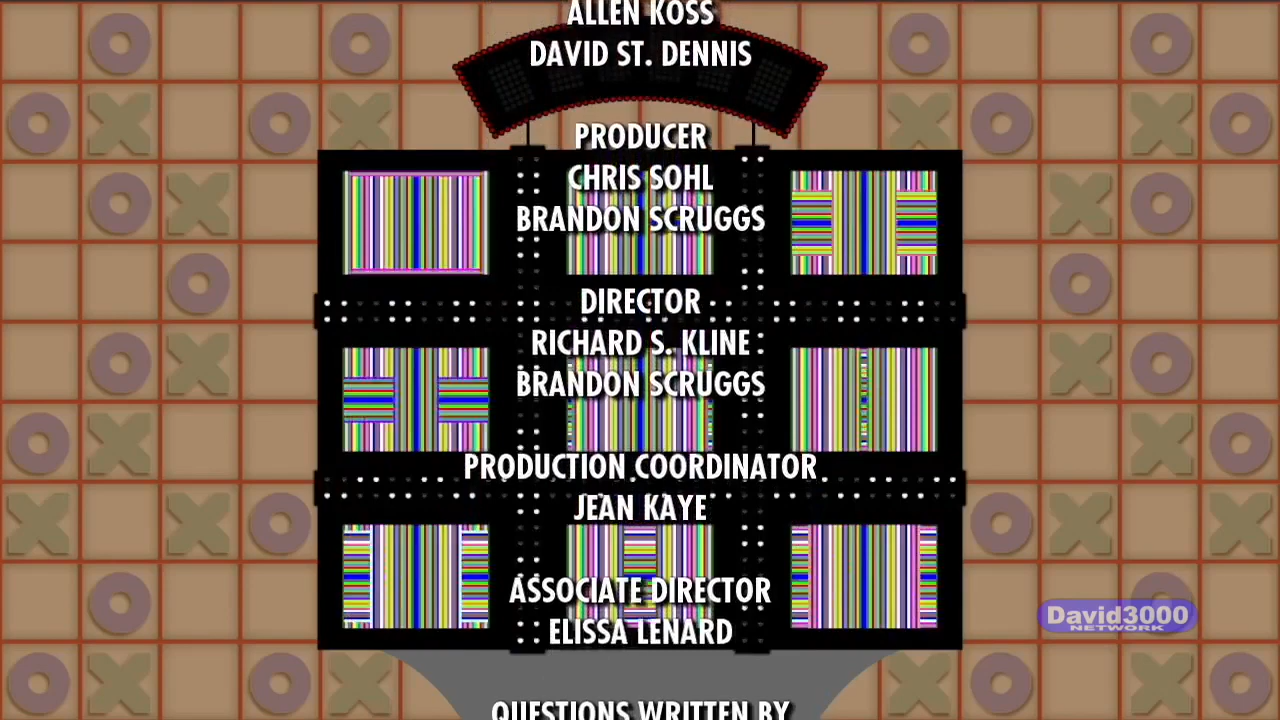 ALLEN KOSS
DAVID ST. DENNIS
PRODUCER
CHRIS SOHL
BRANDON SCRUGGS
DIRECTOR
RICHARD S. KLINE
BRANDON SCRUGGS
PRODUCTION COORDINATOR
JEAN KAYE
ASSOCIATE DIRECTOR
ELISSA LENARD
David3000
NETWORK
QUESTIONS WRITTEN BY